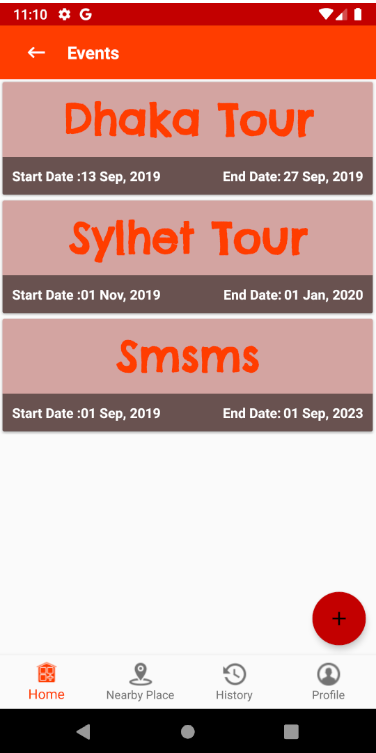 11:10 G
Events
Dhaka Tour
Start Date :13 Sep, 2019 End Date: 27 Sep, 2019
Sylhet Tour
Start Date :01 Nov, 2019 End Date: 01 Jan, 2020
Smsms
Start Date :01 Sep, 2019 End Date: 01 Sep, 2023
+
Home Nearby Place History Profile